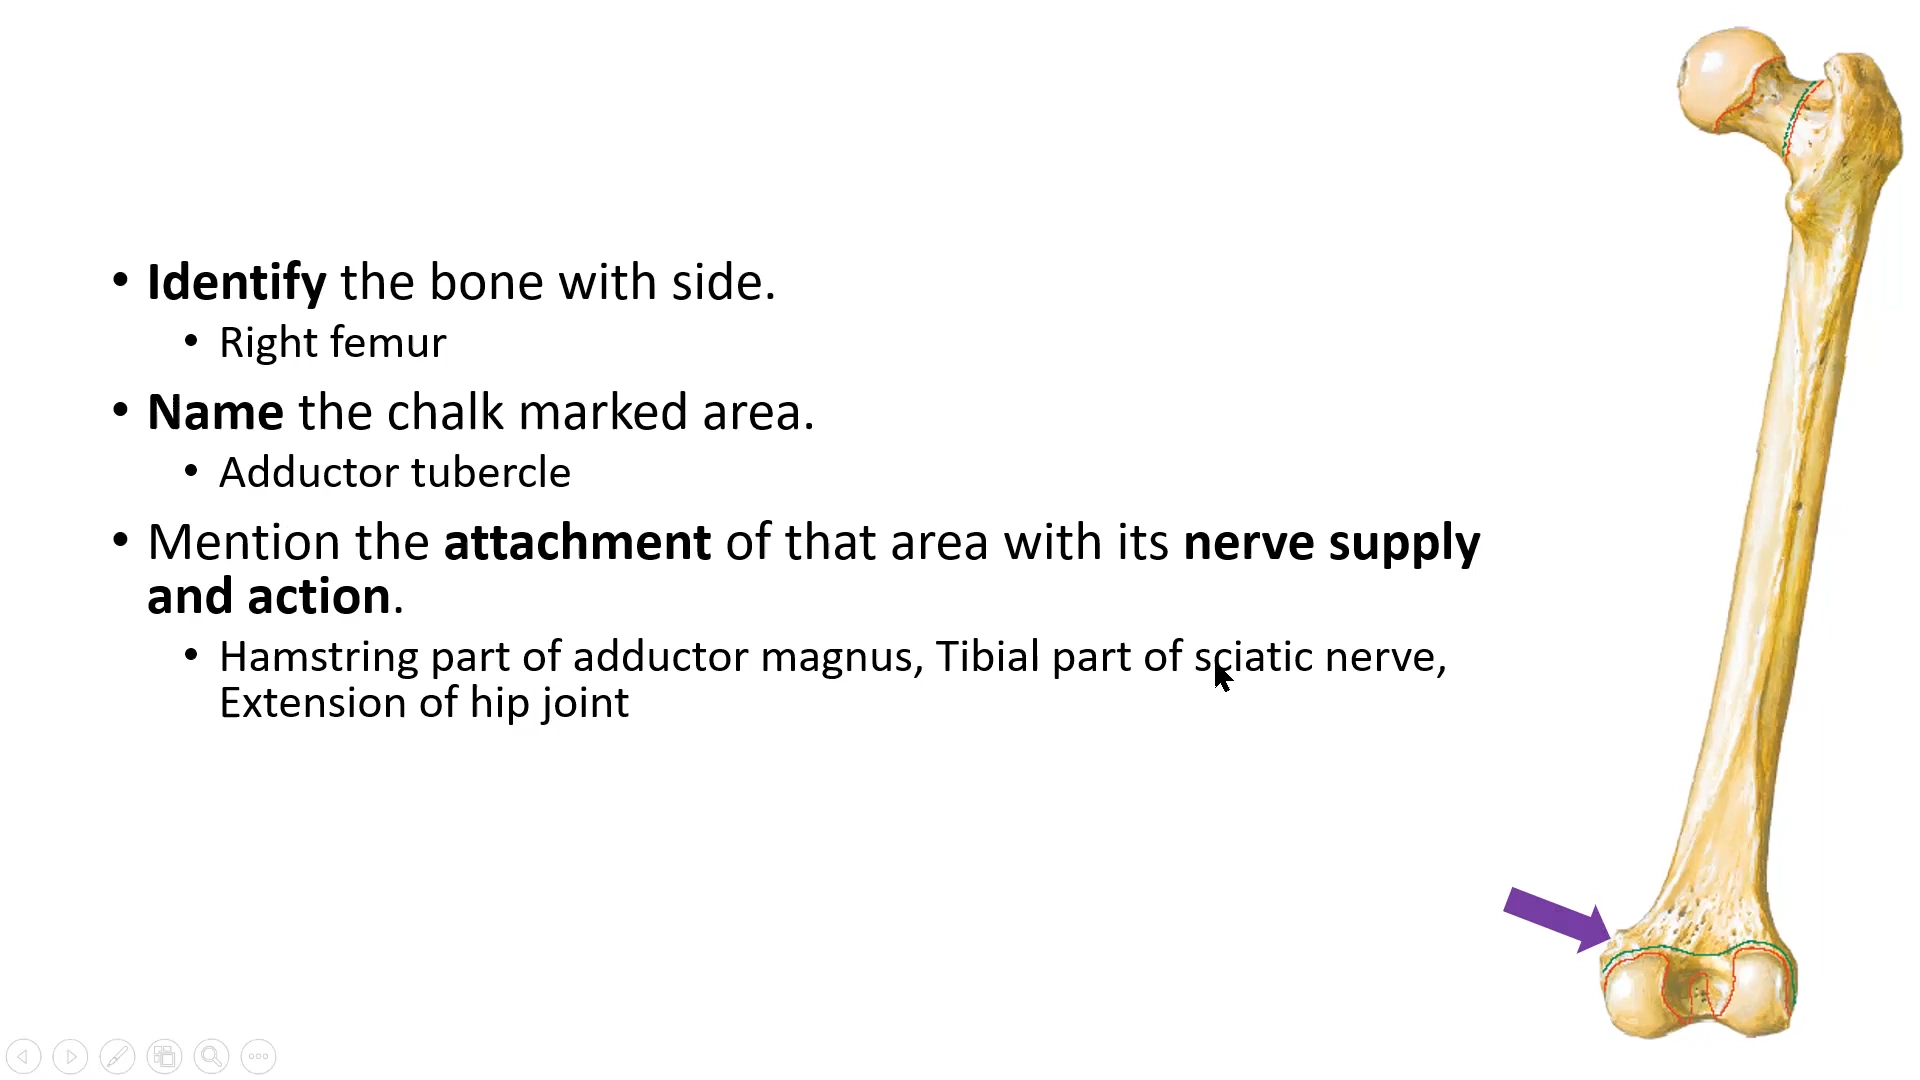 • Identify the bone with side.
• Right femur
• Name the chalk marked area.
• Adductor tubercle
• Mention the attachment of that area with its nerve supply
and action.
• Hamstring part of adductor magnus, Tibial part of sciatic nerve,
Extension of hip joint